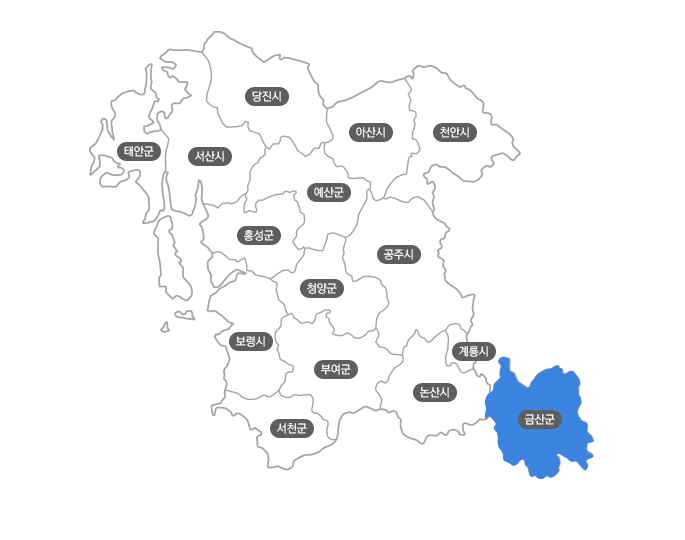 당진시
아산시
천안시
태안군
서산시
예산군
홍성군
공주시
청양군
보령시
계룡시
부여군
논산시
금산군
서천군